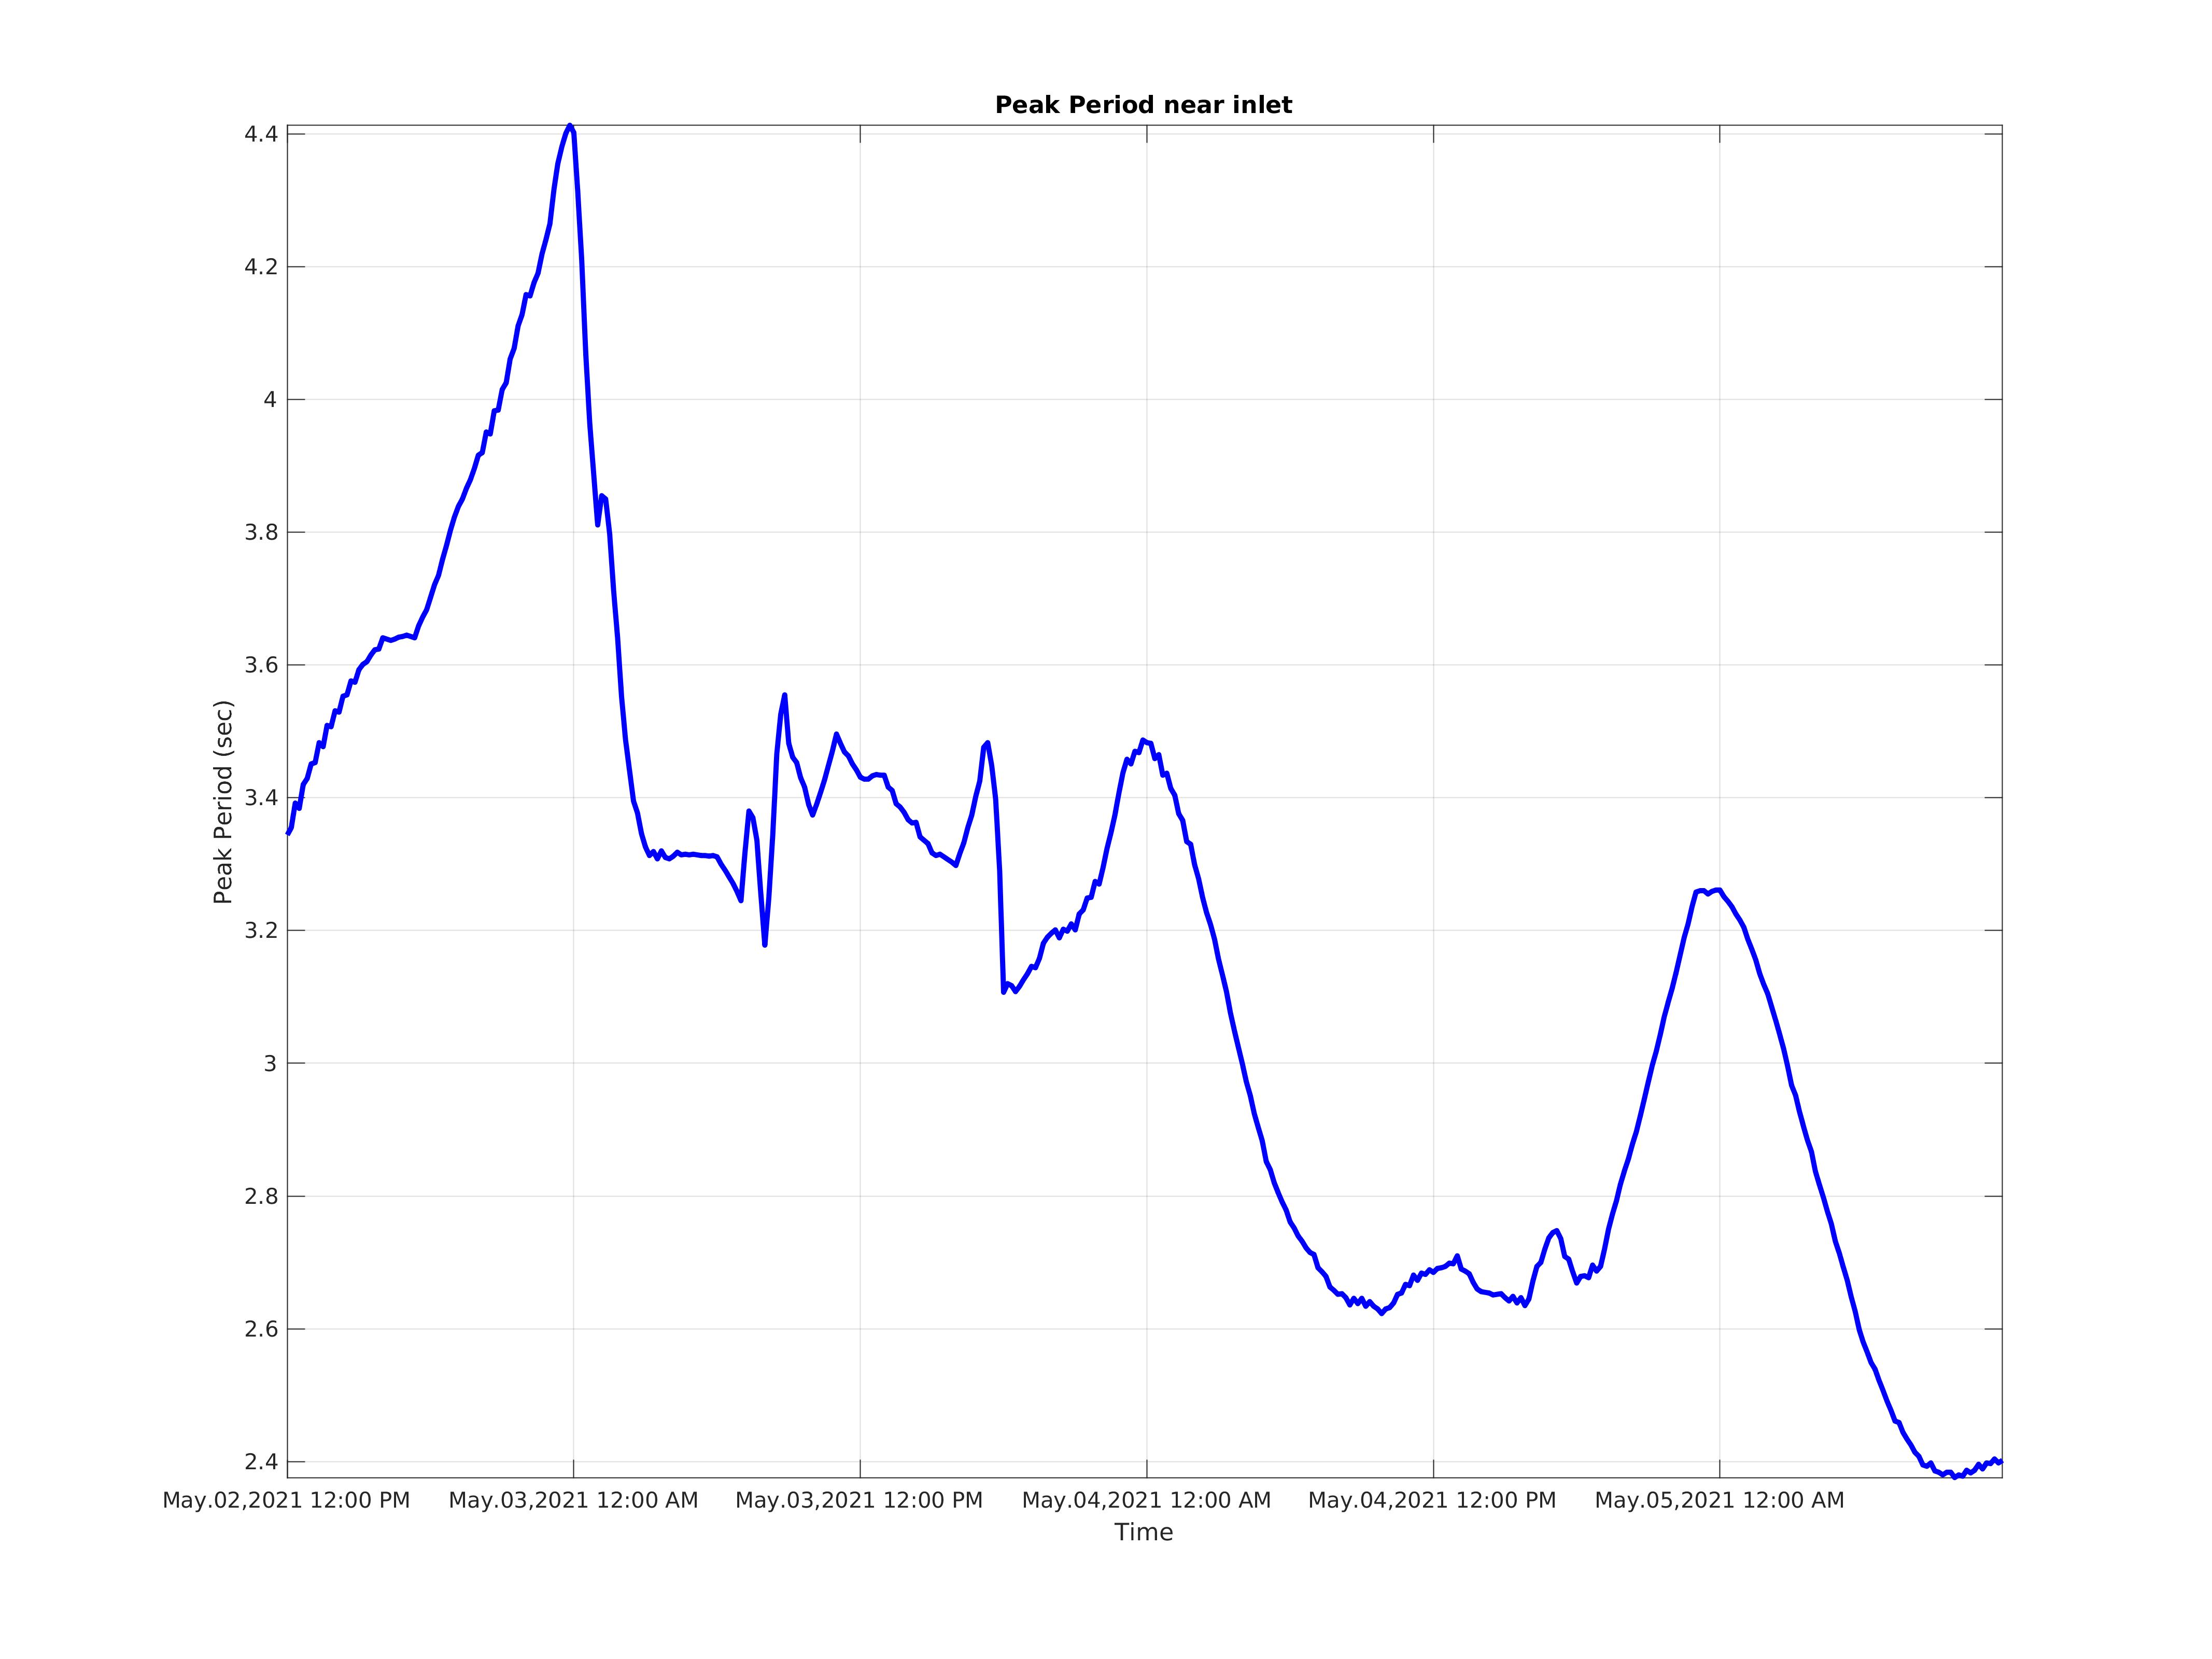 Peak Period near inlet
4.4
4.2
4
3.8
3.6
3.4
3.2
3
2.8
2.6
2.4
Peak Period (sec)
May.02,2021 12:00 PM
May.03,2021 12:00 AM
May.03,2021 12:00 PM
May.04,2021 12:00 AM
May.04,2021 12:00 PM
May.05,2021 12:00 AM
Time